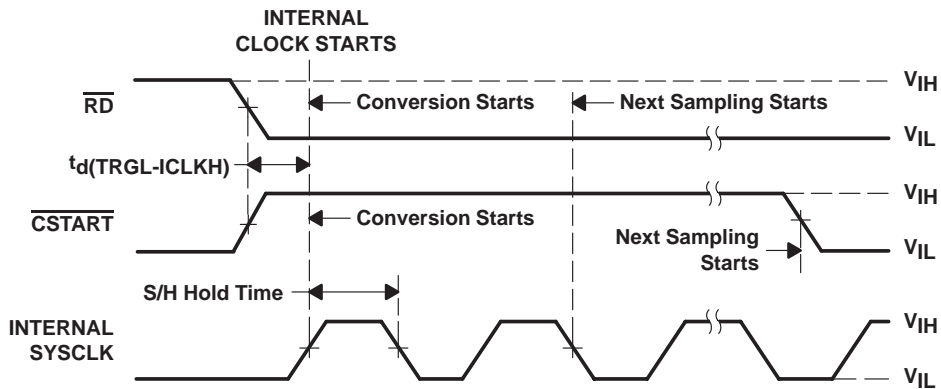 INTERNAL
CLOCK STARTS
VIH
RD
Conversion Starts
Next Sampling Starts
VIL
td(TRGL-ICLKH)
VIH
CSTART
Conversion Starts
Next Sampling
Starts
VIL
S/H Hold Time
INTERNAL
SYSCLK
VIH
VIL